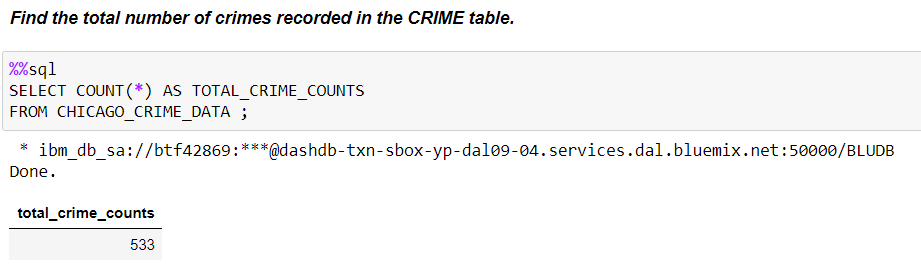 Find the total number of crimes recorded in the CRIME table.
%%sql
SELECT COUNT(*) AS TOTAL_CRIME_COUNTS
FROM CHICAGO_CRIME_DATA ;
* ibm_db_sa://btf42869:***@dashdb-txn-sbox-yp-dal09-04.services.dal.bluemix.net:50000/BLUDB
Done.
total_crime_counts
533